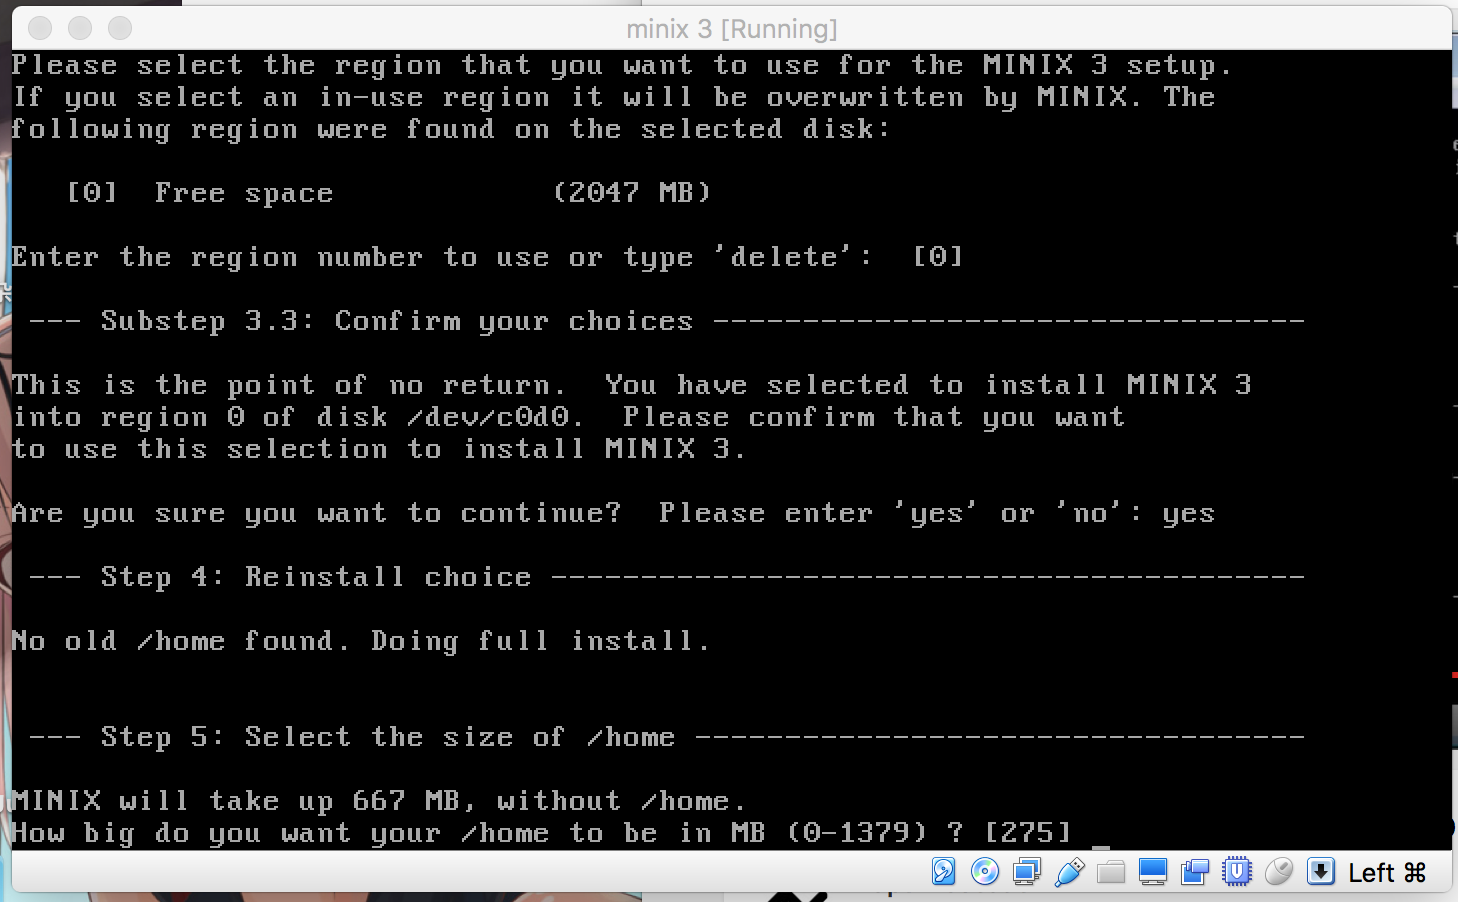 minix 3 [Running]
Please select the region that you want to use for the MINIX 3 setup.
If you select an in-use region it will be overwritten by MINIX. The
following region were found on the selected disk:
[0]  Free space            (2047 MB)
Enter the region number to use or type 'delete':  [0]
--- Substep 3.3: Confirm your choices ---------------------------------
This is the point of no return.  You have selected to install MINIX 3
into region 0 of disk /dev/c0d0.  Please confirm that you want
to use this selection to install MINIX 3.
Are you sure you want to continue?  Please enter 'yes' or 'no': yes
--- Step 4: Reinstall choice ------------------------------------------
No old /home found. Doing full install.
--- Step 5: Select the size of /home ----------------------------------
MINIX will take up 667 MB, without /home.
How big do you want your /home to be in MB (0-1379) ? [275] _
Left ⌘